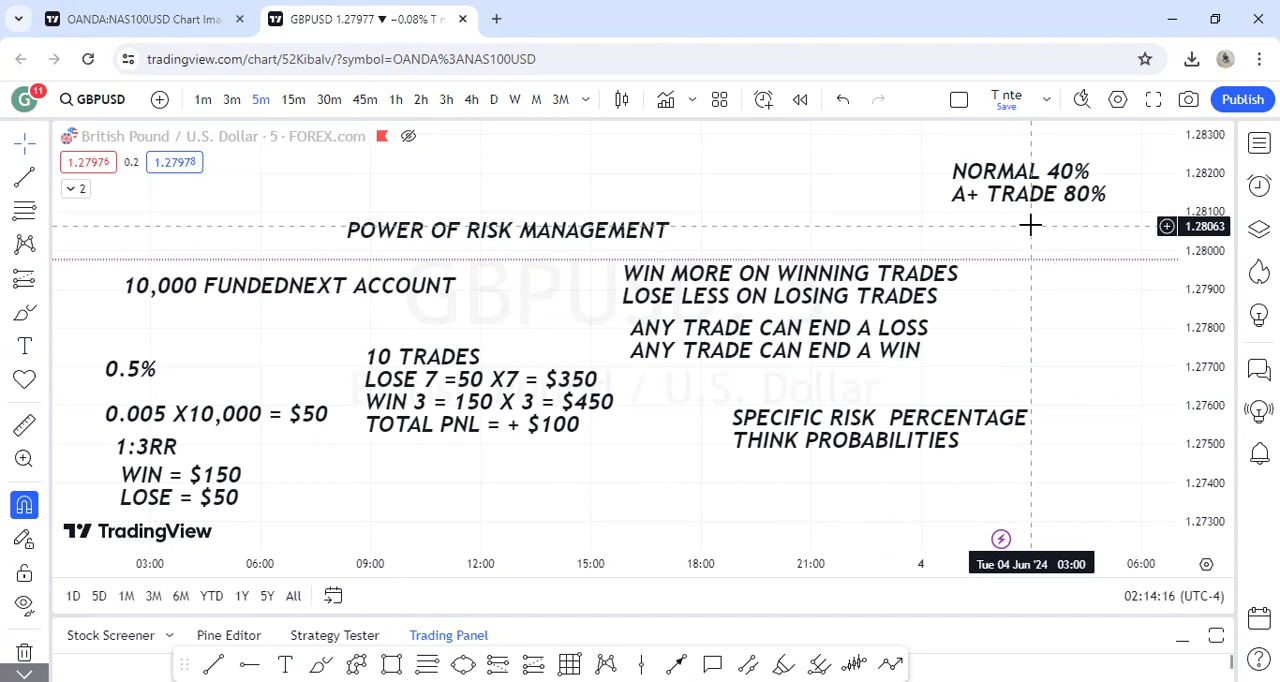 OANDA:NAS100USD Chart Ima
GBPUSD 1.27977 ▼ −0.08% T n
tradingview.com/chart/52Kibalv/?symbol=OANDA%3ANAS100USD
G 11 GBPUSD 1m 3m 5m 15m 30m 45m 1h 2h 3h 4h D W M 3M T nte Save Publish
British Pound / U.S. Dollar · 5 · FOREX.com
1.27976 0.2 1.27978
2
NORMAL 40%
A+ TRADE 80%
POWER OF RISK MANAGEMENT
10,000 FUNDEDNEXT ACCOUNT
WIN MORE ON WINNING TRADES
LOSE LESS ON LOSING TRADES
ANY TRADE CAN END A LOSS
ANY TRADE CAN END A WIN
0.5%
0.005 X10,000 = $50
1:3RR
WIN = $150
LOSE = $50
10 TRADES
LOSE 7 =50 X7 = $350
WIN 3 = 150 X 3 = $450
TOTAL PNL = + $100
SPECIFIC RISK PERCENTAGE
THINK PROBABILITIES
GBPUSD, 5
British Pound / U.S. Dollar
TradingView
1.28300
1.28200
1.28100
1.28063
1.28000
1.27900
1.27800
1.27700
1.27600
1.27500
1.27400
1.27300
03:00 06:00 09:00 12:00 15:00 18:00 21:00 4 Tue 04 Jun '24 03:00 06:00
1D 5D 1M 3M 6M YTD 1Y 5Y All 02:14:16 (UTC-4)
Stock Screener Pine Editor Strategy Tester Trading Panel